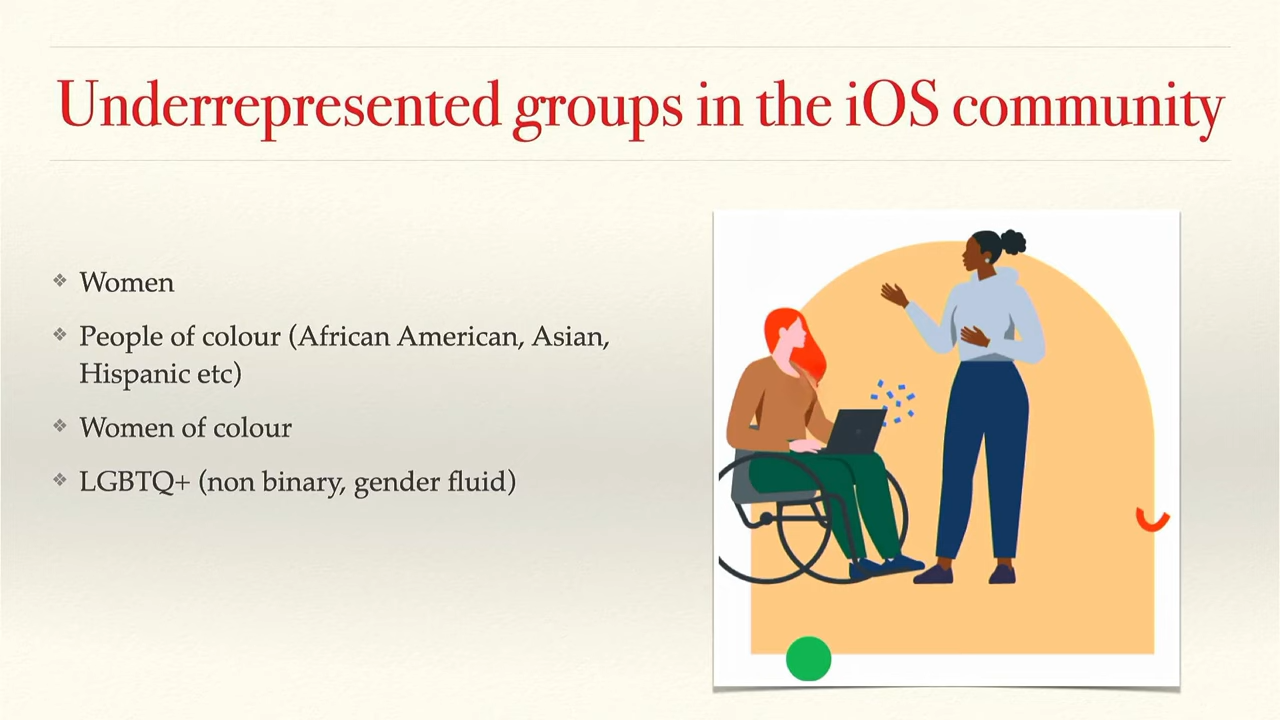 Underrepresented groups in the iOS community
❖ Women
❖ People of colour (African American, Asian,
Hispanic etc)
❖ Women of colour
❖ LGBTQ+ (non binary, gender fluid)